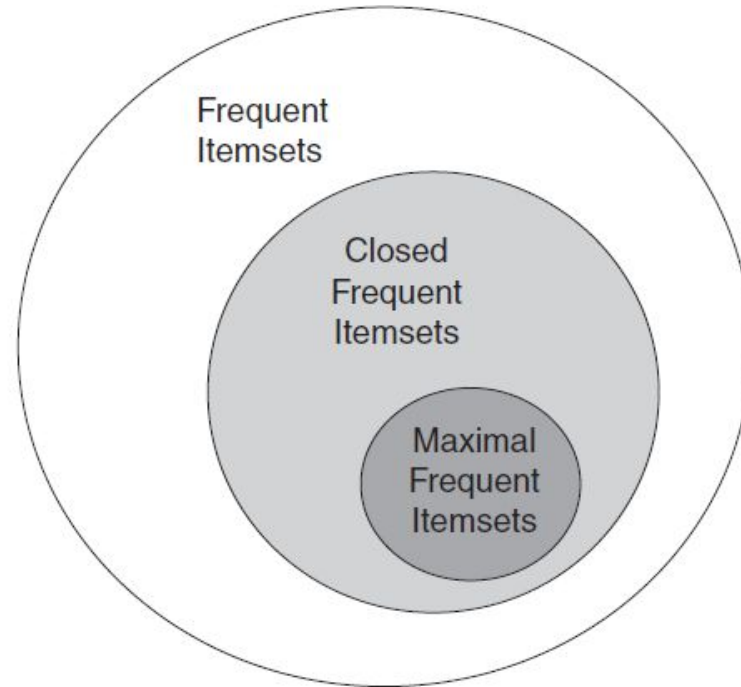 Frequent
Itemsets
Closed
Frequent
Itemsets
Maximal
Frequent
Itemsets